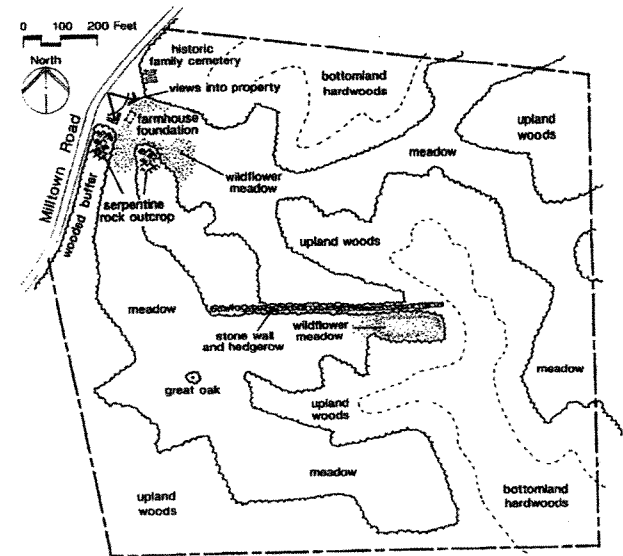 0 100 200 Feet
North
Milltown Road
wooded buffer
historic
family cemetery
views into property
farmhouse
foundation
wildflower
meadow
serpentine
rock outcrop
bottomland
hardwoods
upland
woods
meadow
upland woods
meadow
stone wall
and hedgerow
wildflower
meadow
great oak
upland
woods
meadow
meadow
upland
woods
bottomland
hardwoods